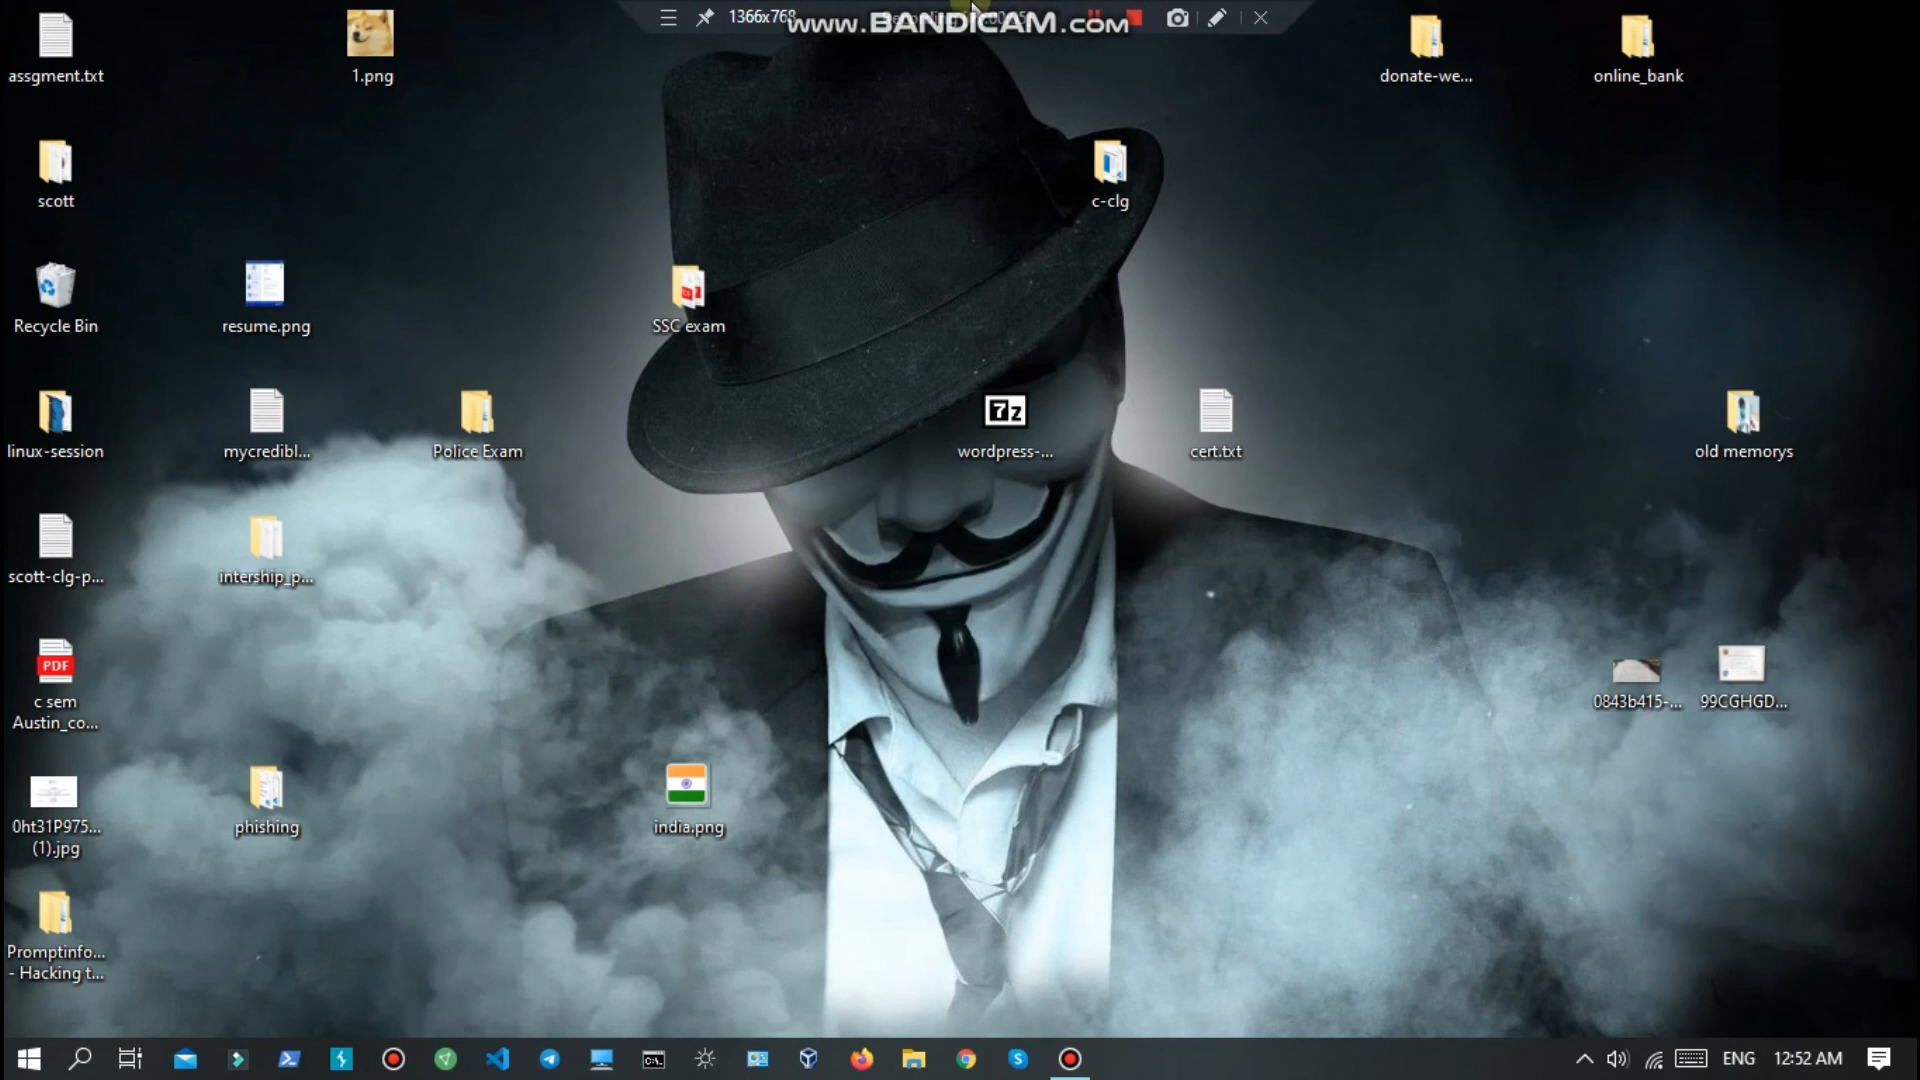 1366x768
www.BANDICAM.com
assgment.txt
1.png
donate-we...
online_bank
scott
c-clg
Recycle Bin
resume.png
SSC exam
linux-session
mycredibl...
Police Exam
wordpress-...
cert.txt
old memorys
scott-clg-p...
intership_p...
PDF
c sem
Austin_co...
0843b415-...
99CGHGD...
0ht31P975...
(1).jpg
phishing
india.png
Promptinfo...
- Hacking t...
ENG
12:52 AM